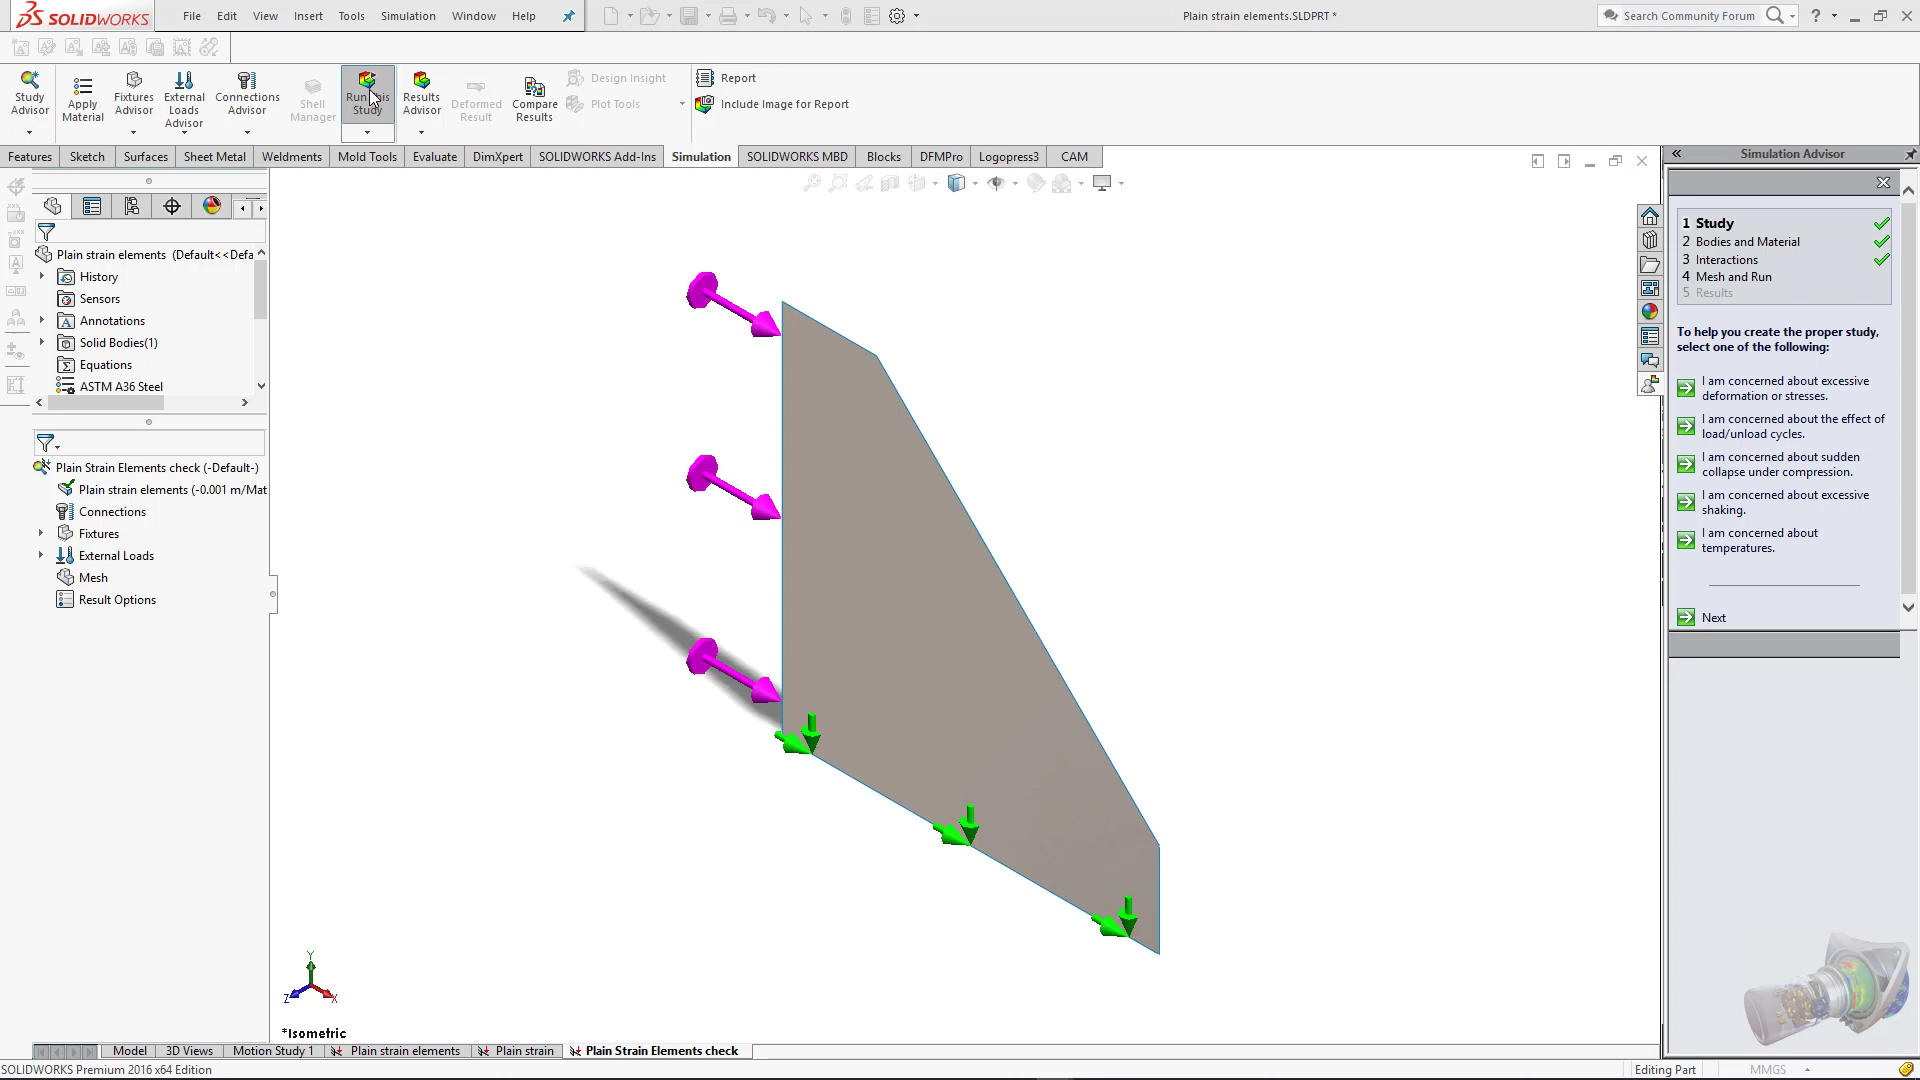 SOLIDWORKS File Edit View Insert Tools Simulation Window Help Plain strain elements.SLDPRT * Search Community Forum
Study Advisor
Apply Material
Fixtures Advisor
External Loads Advisor
Connections Advisor
Shell Manager
Study
Results Advisor
Deformed Result
Compare Results
Design Insight
Plot Tools
Report
Include Image for Report
Features Sketch Surfaces Sheet Metal Weldments Mold Tools Evaluate DimXpert SOLIDWORKS Add-Ins Simulation SOLIDWORKS MBD Blocks DFMPro Logopress3 CAM
Plain strain elements (Default<<Defa
History
Sensors
Annotations
Solid Bodies(1)
Equations
ASTM A36 Steel
Plain Strain Elements check (-Default-)
Plain strain elements (-0.001 m/Mat
Connections
Fixtures
External Loads
Mesh
Result Options
Y
Z X
*Isometric
Simulation Advisor
1 Study
2 Bodies and Material
3 Interactions
4 Mesh and Run
5 Results
To help you create the proper study,
select one of the following:
I am concerned about excessive
deformation or stresses.
I am concerned about the effect of
load/unload cycles.
I am concerned about sudden
collapse under compression.
I am concerned about excessive
shaking.
I am concerned about
temperatures.
Next
Model 3D Views Motion Study 1 Plain strain elements Plain strain Plain Strain Elements check
SOLIDWORKS Premium 2016 x64 Edition Editing Part MMGS